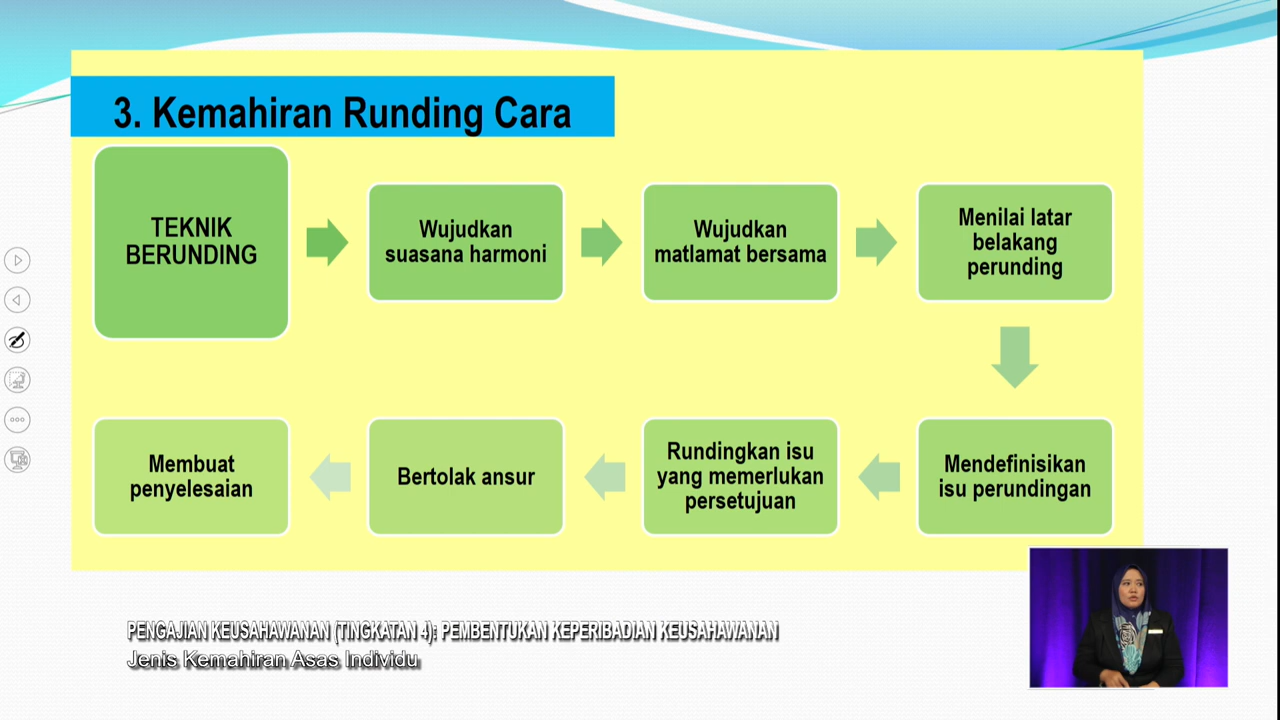 3. Kemahiran Runding Cara
TEKNIK
BERUNDING
Wujudkan
suasana harmoni
Wujudkan
matlamat bersama
Menilai latar
belakang
perunding
Mendefinisikan
isu perundingan
Rundingkan isu
yang memerlukan
persetujuan
Bertolak ansur
Membuat
penyelesaian
PENGAJIAN KEUSAHAWANAN (TINGKATAN 4): PEMBENTUKAN KEPERIBADIAN KEUSAHAWANAN
Jenis Kemahiran Asas Individu